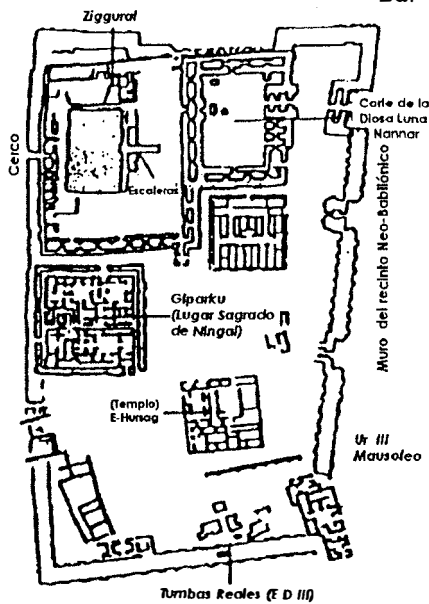 Ziggural
Corte de la
Diosa Luna
Nannar
Cerco
Escaleras
Muro del recinto Neo-Babilónico
Giparku
(Lugar Sagrado
de Ningal)
(Templo)
E-Hursag
Ur III
Mausoleo
Tumbas Reales (E D III)